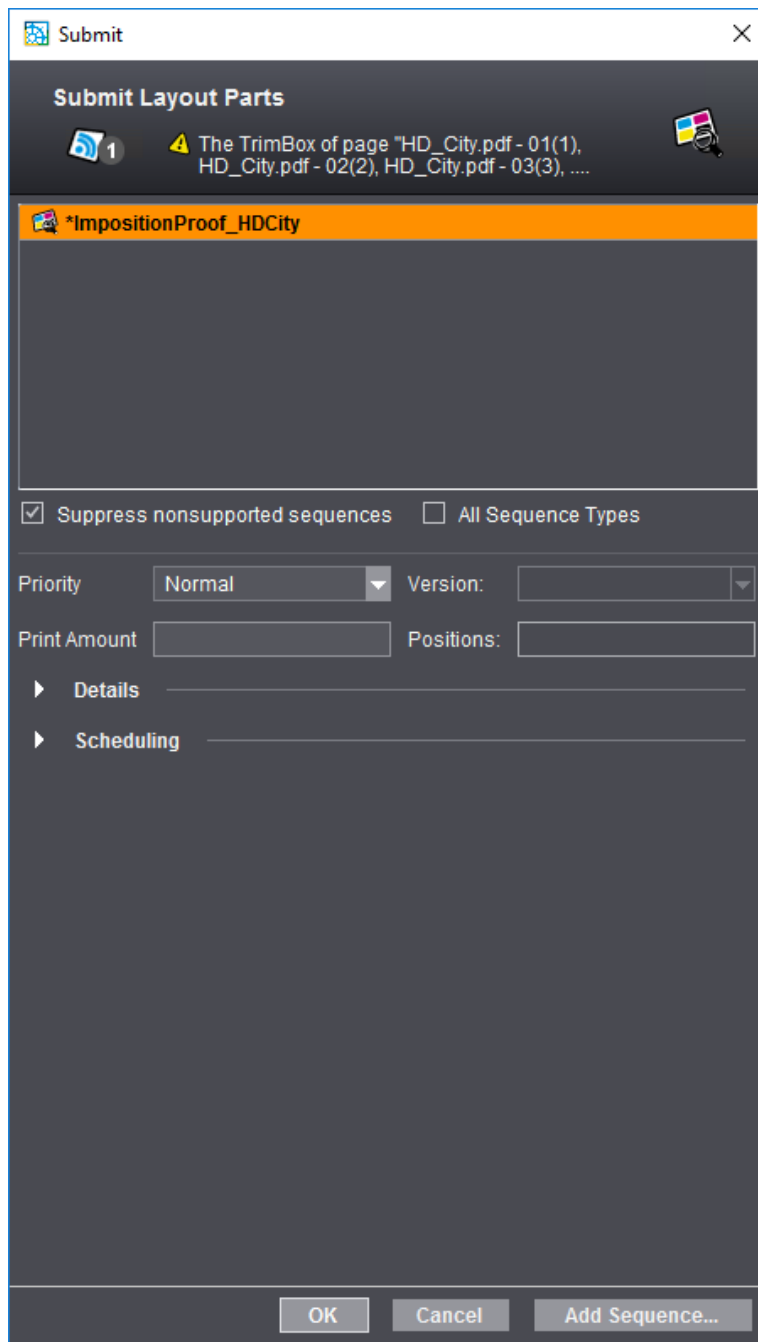 Submit
Submit Layout Parts
1
The TrimBox of page "HD_City.pdf - 01(1),
HD_City.pdf - 02(2), HD_City.pdf - 03(3), ....
*ImpositionProof_HDCity
Suppress nonsupported sequences All Sequence Types
Priority Normal Version:
Print Amount Positions:
Details
Scheduling
OK Cancel Add Sequence...